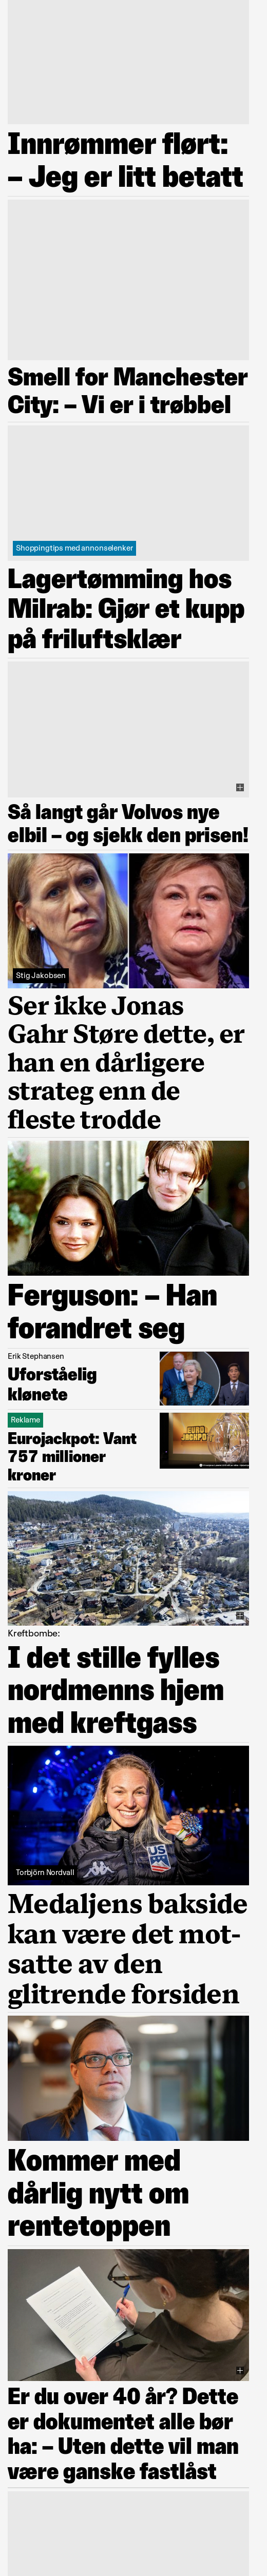 Innrømmer flørt:
– Jeg er litt betatt
Smell for Manchester
City: – Vi er i trøbbel
Shoppingtips med annonselenker
Lagertømming hos
Milrab: Gjør et kupp
på friluftsklær
Så langt går Volvos nye
elbil – og sjekk den prisen!
Stig Jakobsen
Ser ikke Jonas
Gahr Støre dette, er
han en dårligere
strateg enn de
fleste trodde
Ferguson: – Han
forandret seg
Erik Stephansen
Uforståelig
klønete
Reklame
Eurojackpot: Vant
757 millioner
kroner
EURO
JACKPO
Kreftbombe:
I det stille fylles
nordmenns hjem
med kreftgass
US
Torbjörn Nordvall
Medaljens bakside
kan være det mot-
satte av den
glitrende forsiden
Kommer med
dårlig nytt om
rentetoppen
Er du over 40 år? Dette
er dokumentet alle bør
ha: – Uten dette vil man
være ganske fastlåst